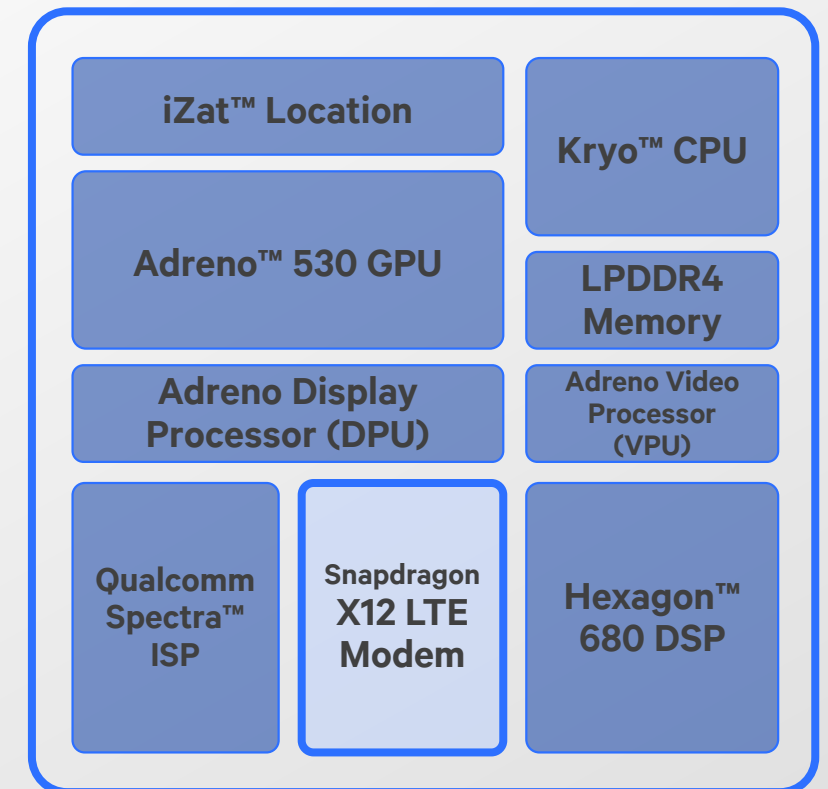 iZat™ Location
Kryo™ CPU
Adreno™ 530 GPU
LPDDR4
Memory
Adreno Display
Processor (DPU)
Adreno Video
Processor
(VPU)
Qualcomm
Spectra™
ISP
Snapdragon
X12 LTE
Modem
Hexagon™
680 DSP